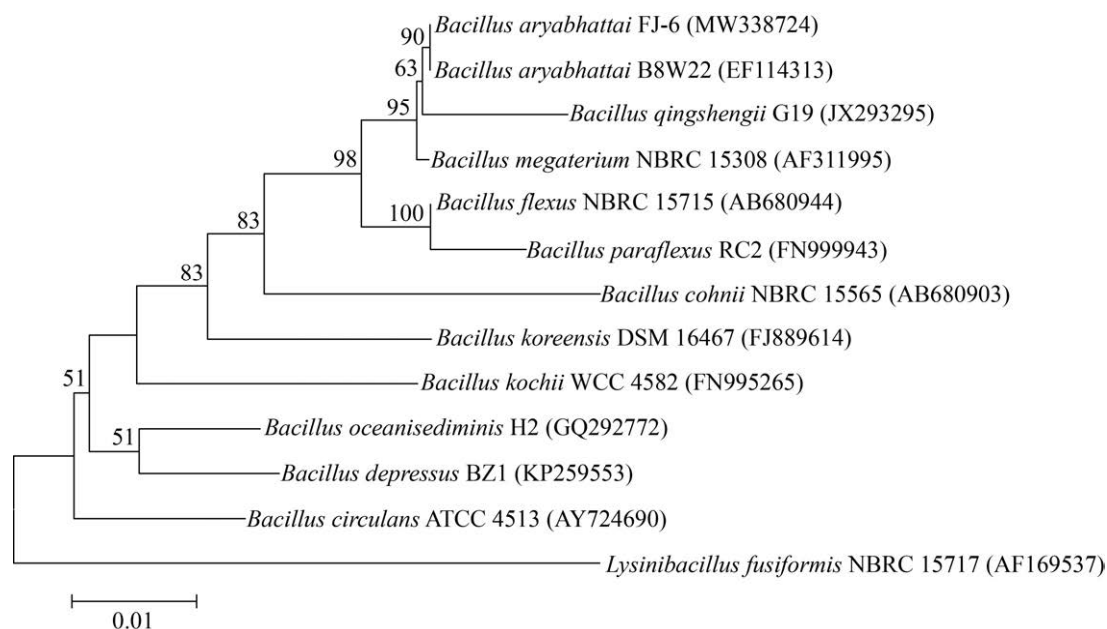 Bacillus aryabhattai FJ-6 (MW338724)
90
Bacillus aryabhattai B8W22 (EF114313)
63
Bacillus qingshengii G19 (JX293295)
95
Bacillus megaterium NBRC 15308 (AF311995)
98
Bacillus flexus NBRC 15715 (AB680944)
100
Bacillus paraflexus RC2 (FN999943)
83
Bacillus cohnii NBRC 15565 (AB680903)
83
Bacillus koreensis DSM 16467 (FJ889614)
Bacillus kochii WCC 4582 (FN995265)
51
Bacillus oceanisediminis H2 (GQ292772)
51
Bacillus depressus BZ1 (KP259553)
Bacillus circulans ATCC 4513 (AY724690)
Lysinibacillus fusiformis NBRC 15717 (AF169537)
0.01